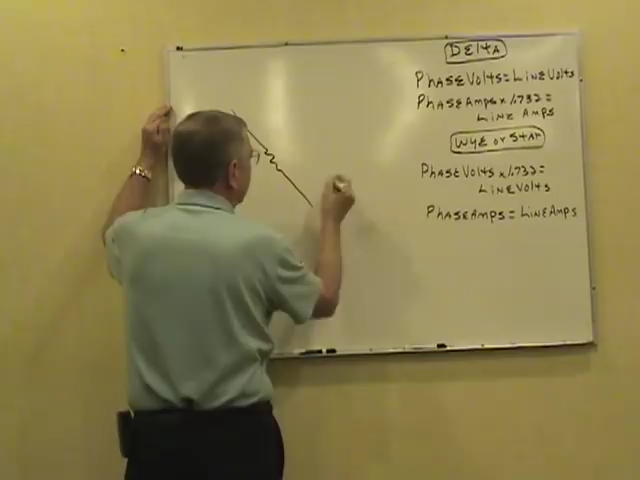 DElta
PhasE Volts = LinE Volts
PhasE Amps x 1.732 =
LinE Amps
WyE or Star
PhasE Volts x 1.732 =
LinE Volts
PhasE Amps = LinE Amps